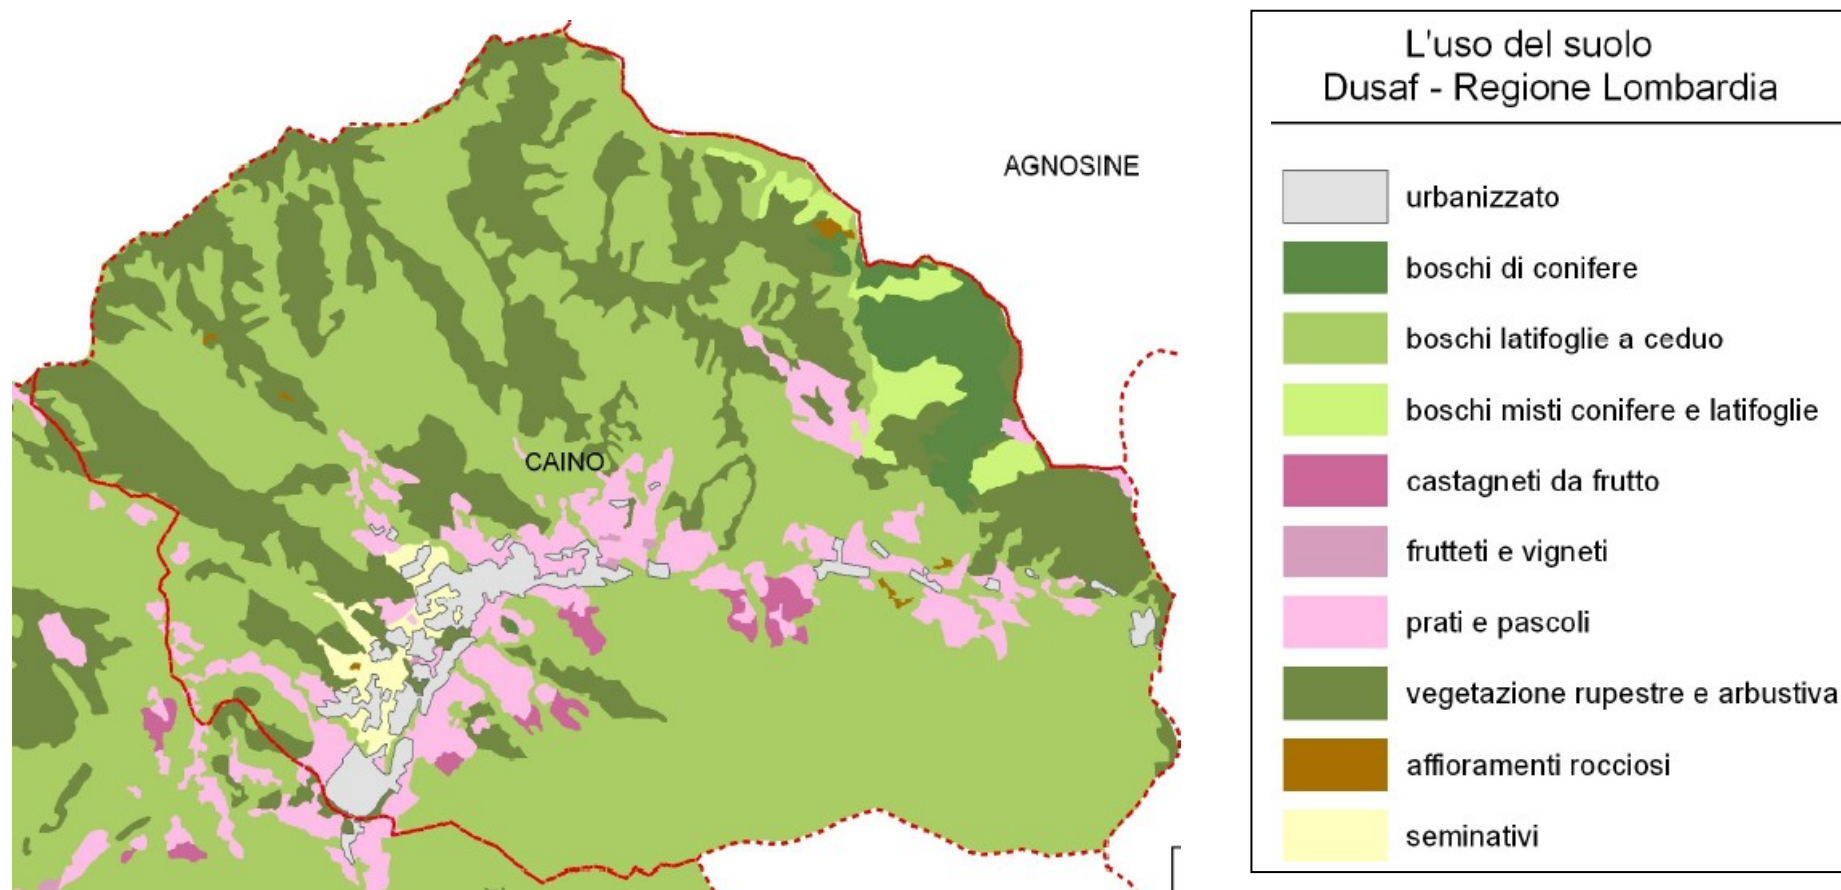 AGNOSINE
CAINO
L'uso del suolo
Dusaf - Regione Lombardia
urbanizzato
boschi di conifere
boschi latifoglie a ceduo
boschi misti conifere e latifoglie
castagneti da frutto
frutteti e vigneti
prati e pascoli
vegetazione rupestre e arbustiva
affioramenti rocciosi
seminativi